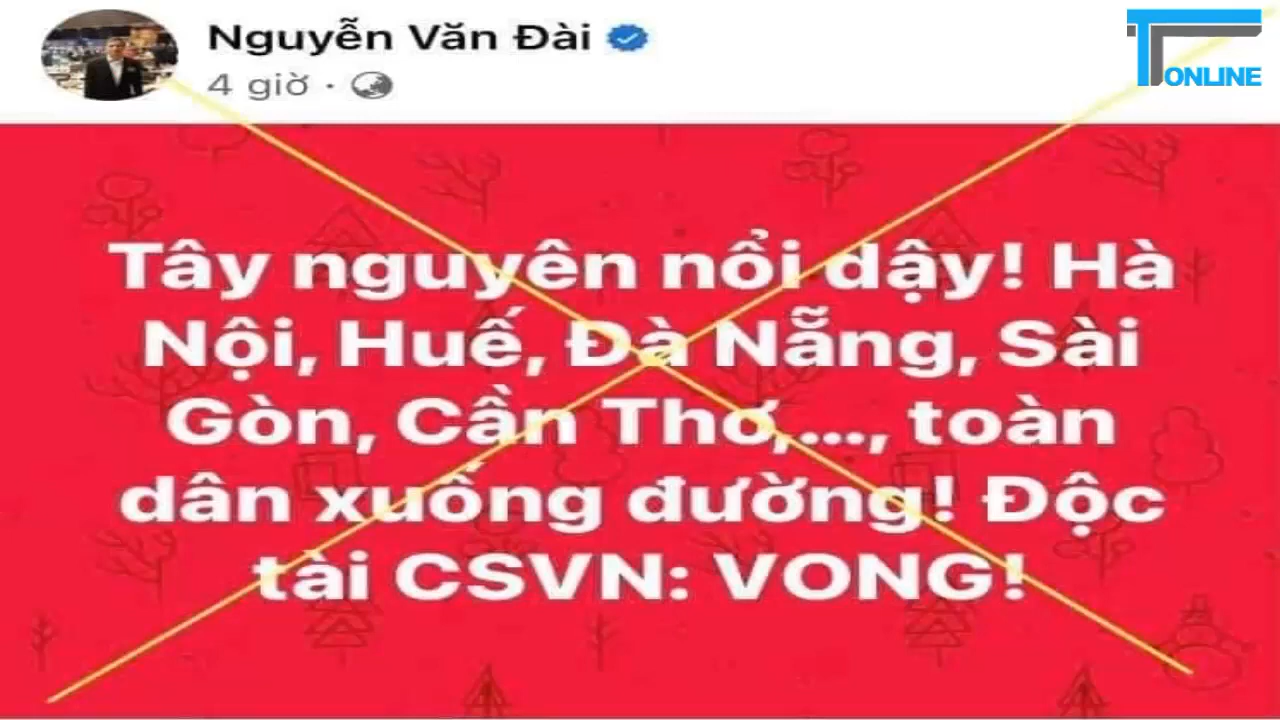 Nguyễn Văn Đài
4 giờ ·
TT ONLINE
Tây nguyên nổi dậy! Hà
Nội, Huế, Đà Nẵng, Sài
Gòn, Cần Thơ,..., toàn
dân xuống đường! Độc
tài CSVN: VONG!